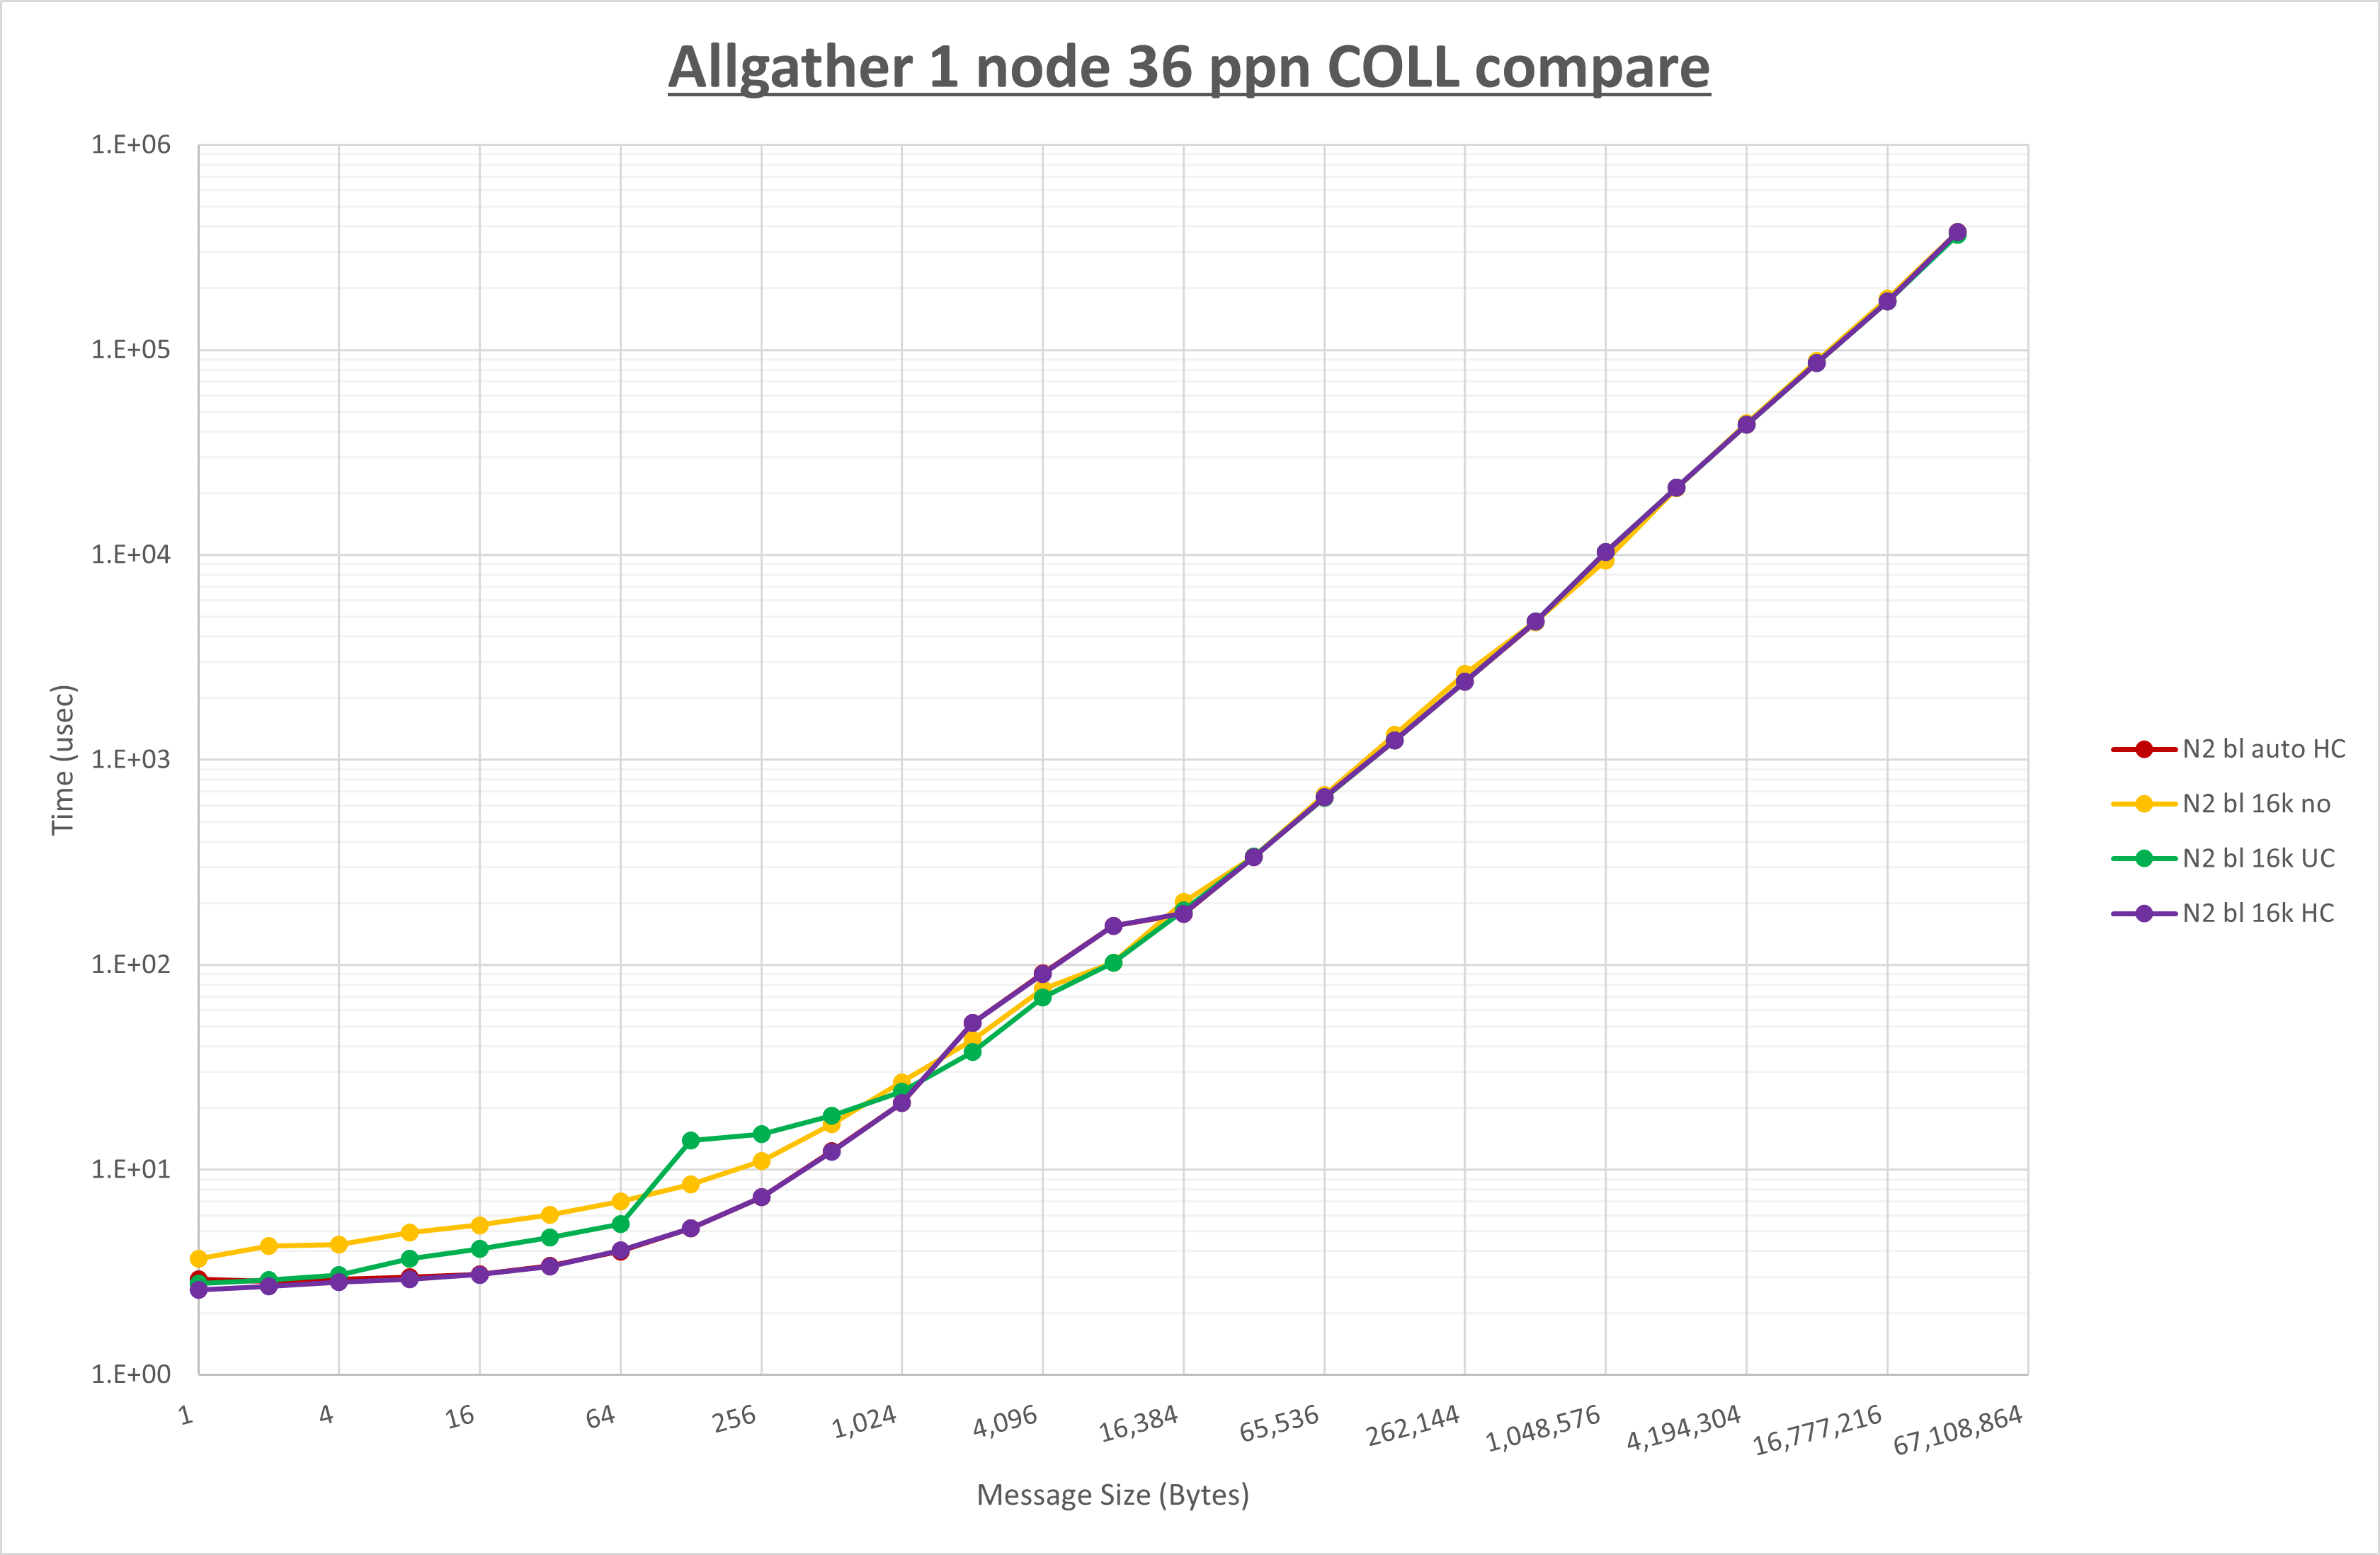 Allgather 1 node 36 ppn COLL compare
1.E+06
1.E+05
1.E+04
1.E+03
1.E+02
1.E+01
1.E+00
Time (usec)
1
4
16
64
256
1,024
4,096
16,384
65,536
262,144
1,048,576
4,194,304
16,777,216
67,108,864
Message Size (Bytes)
N2 bl auto HC
N2 bl 16k no
N2 bl 16k UC
N2 bl 16k HC